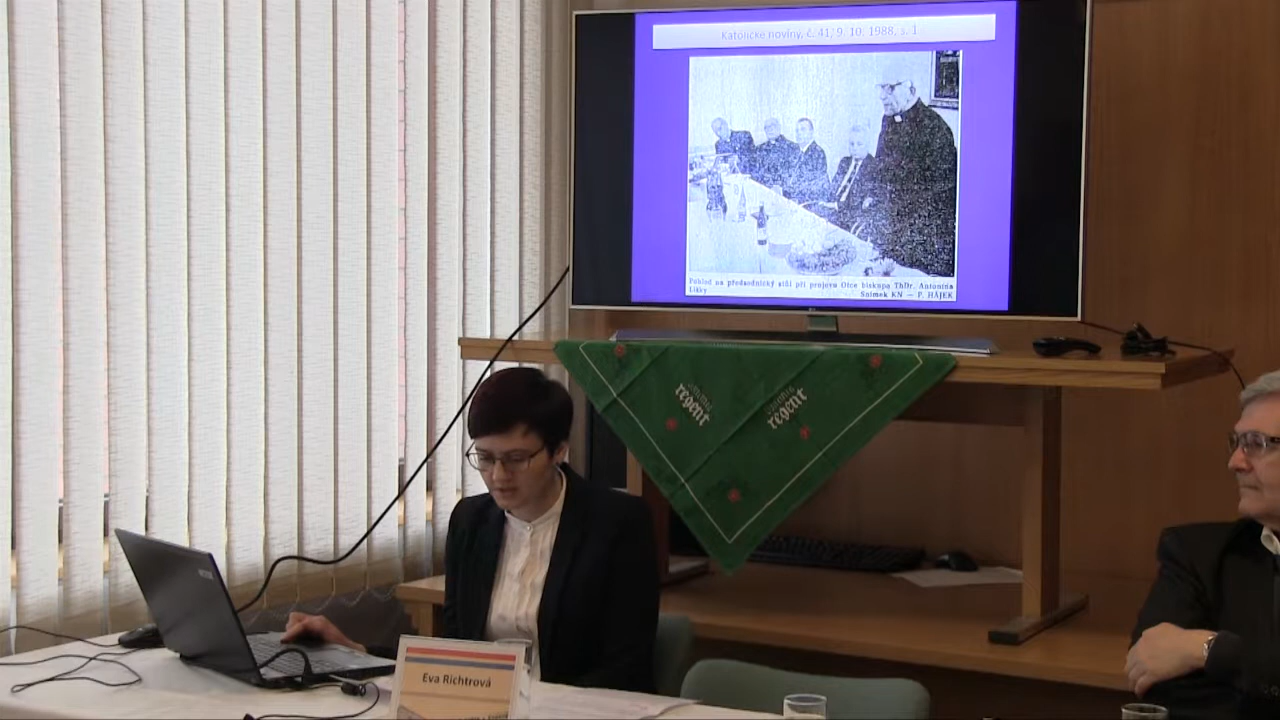 Katolické noviny, č. 41, 9. 10. 1988, s. 1
Pohled na předsednický stůl při projevu Otce biskupa ThDr. Antonína
Lišky
Snímek KN — P. HÁJEK
regent
regent
Eva Richtrová